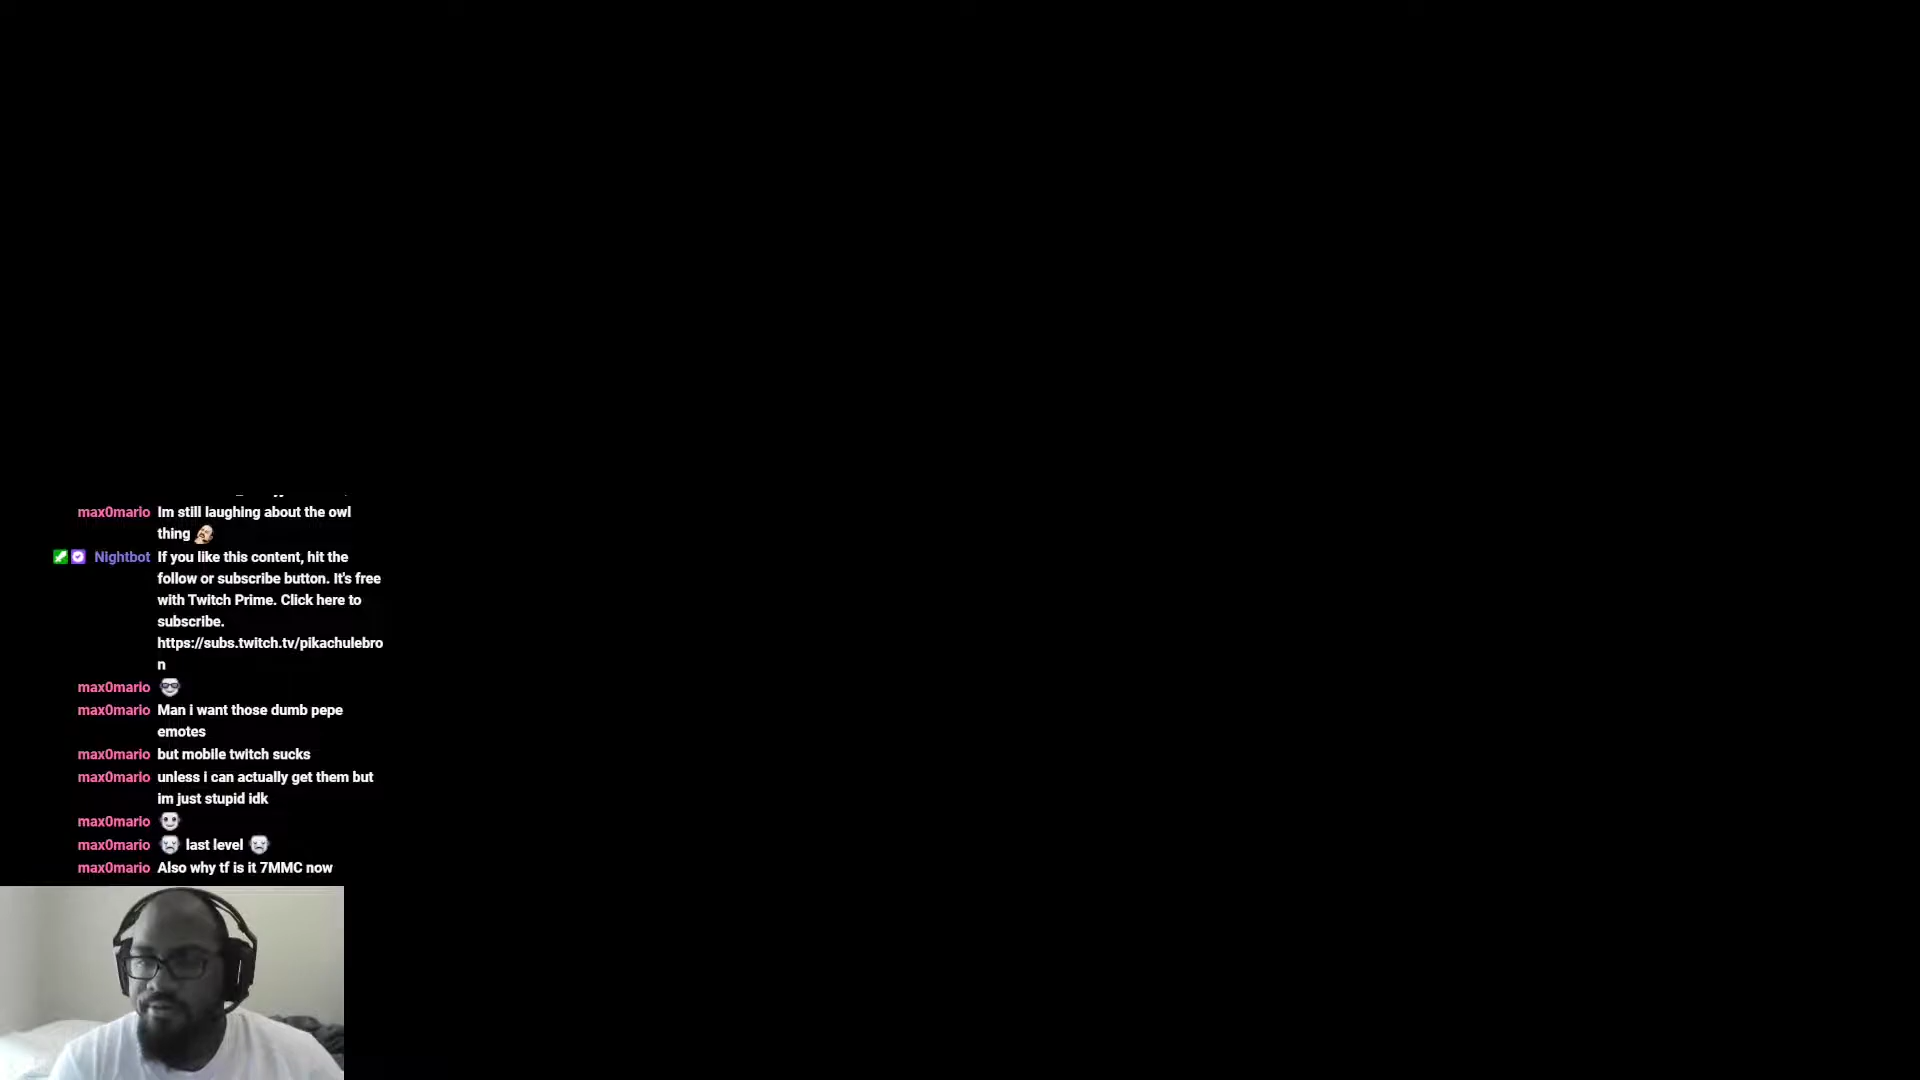 max0mario Im still laughing about the owl
thing
Nightbot If you like this content, hit the
follow or subscribe button. It's free
with Twitch Prime. Click here to
subscribe.
https://subs.twitch.tv/pikachulebro
n
max0mario
max0mario Man i want those dumb pepe
emotes
max0mario but mobile twitch sucks
max0mario unless i can actually get them but
im just stupid idk
max0mario
max0mario last level
max0mario Also why tf is it 7MMC now